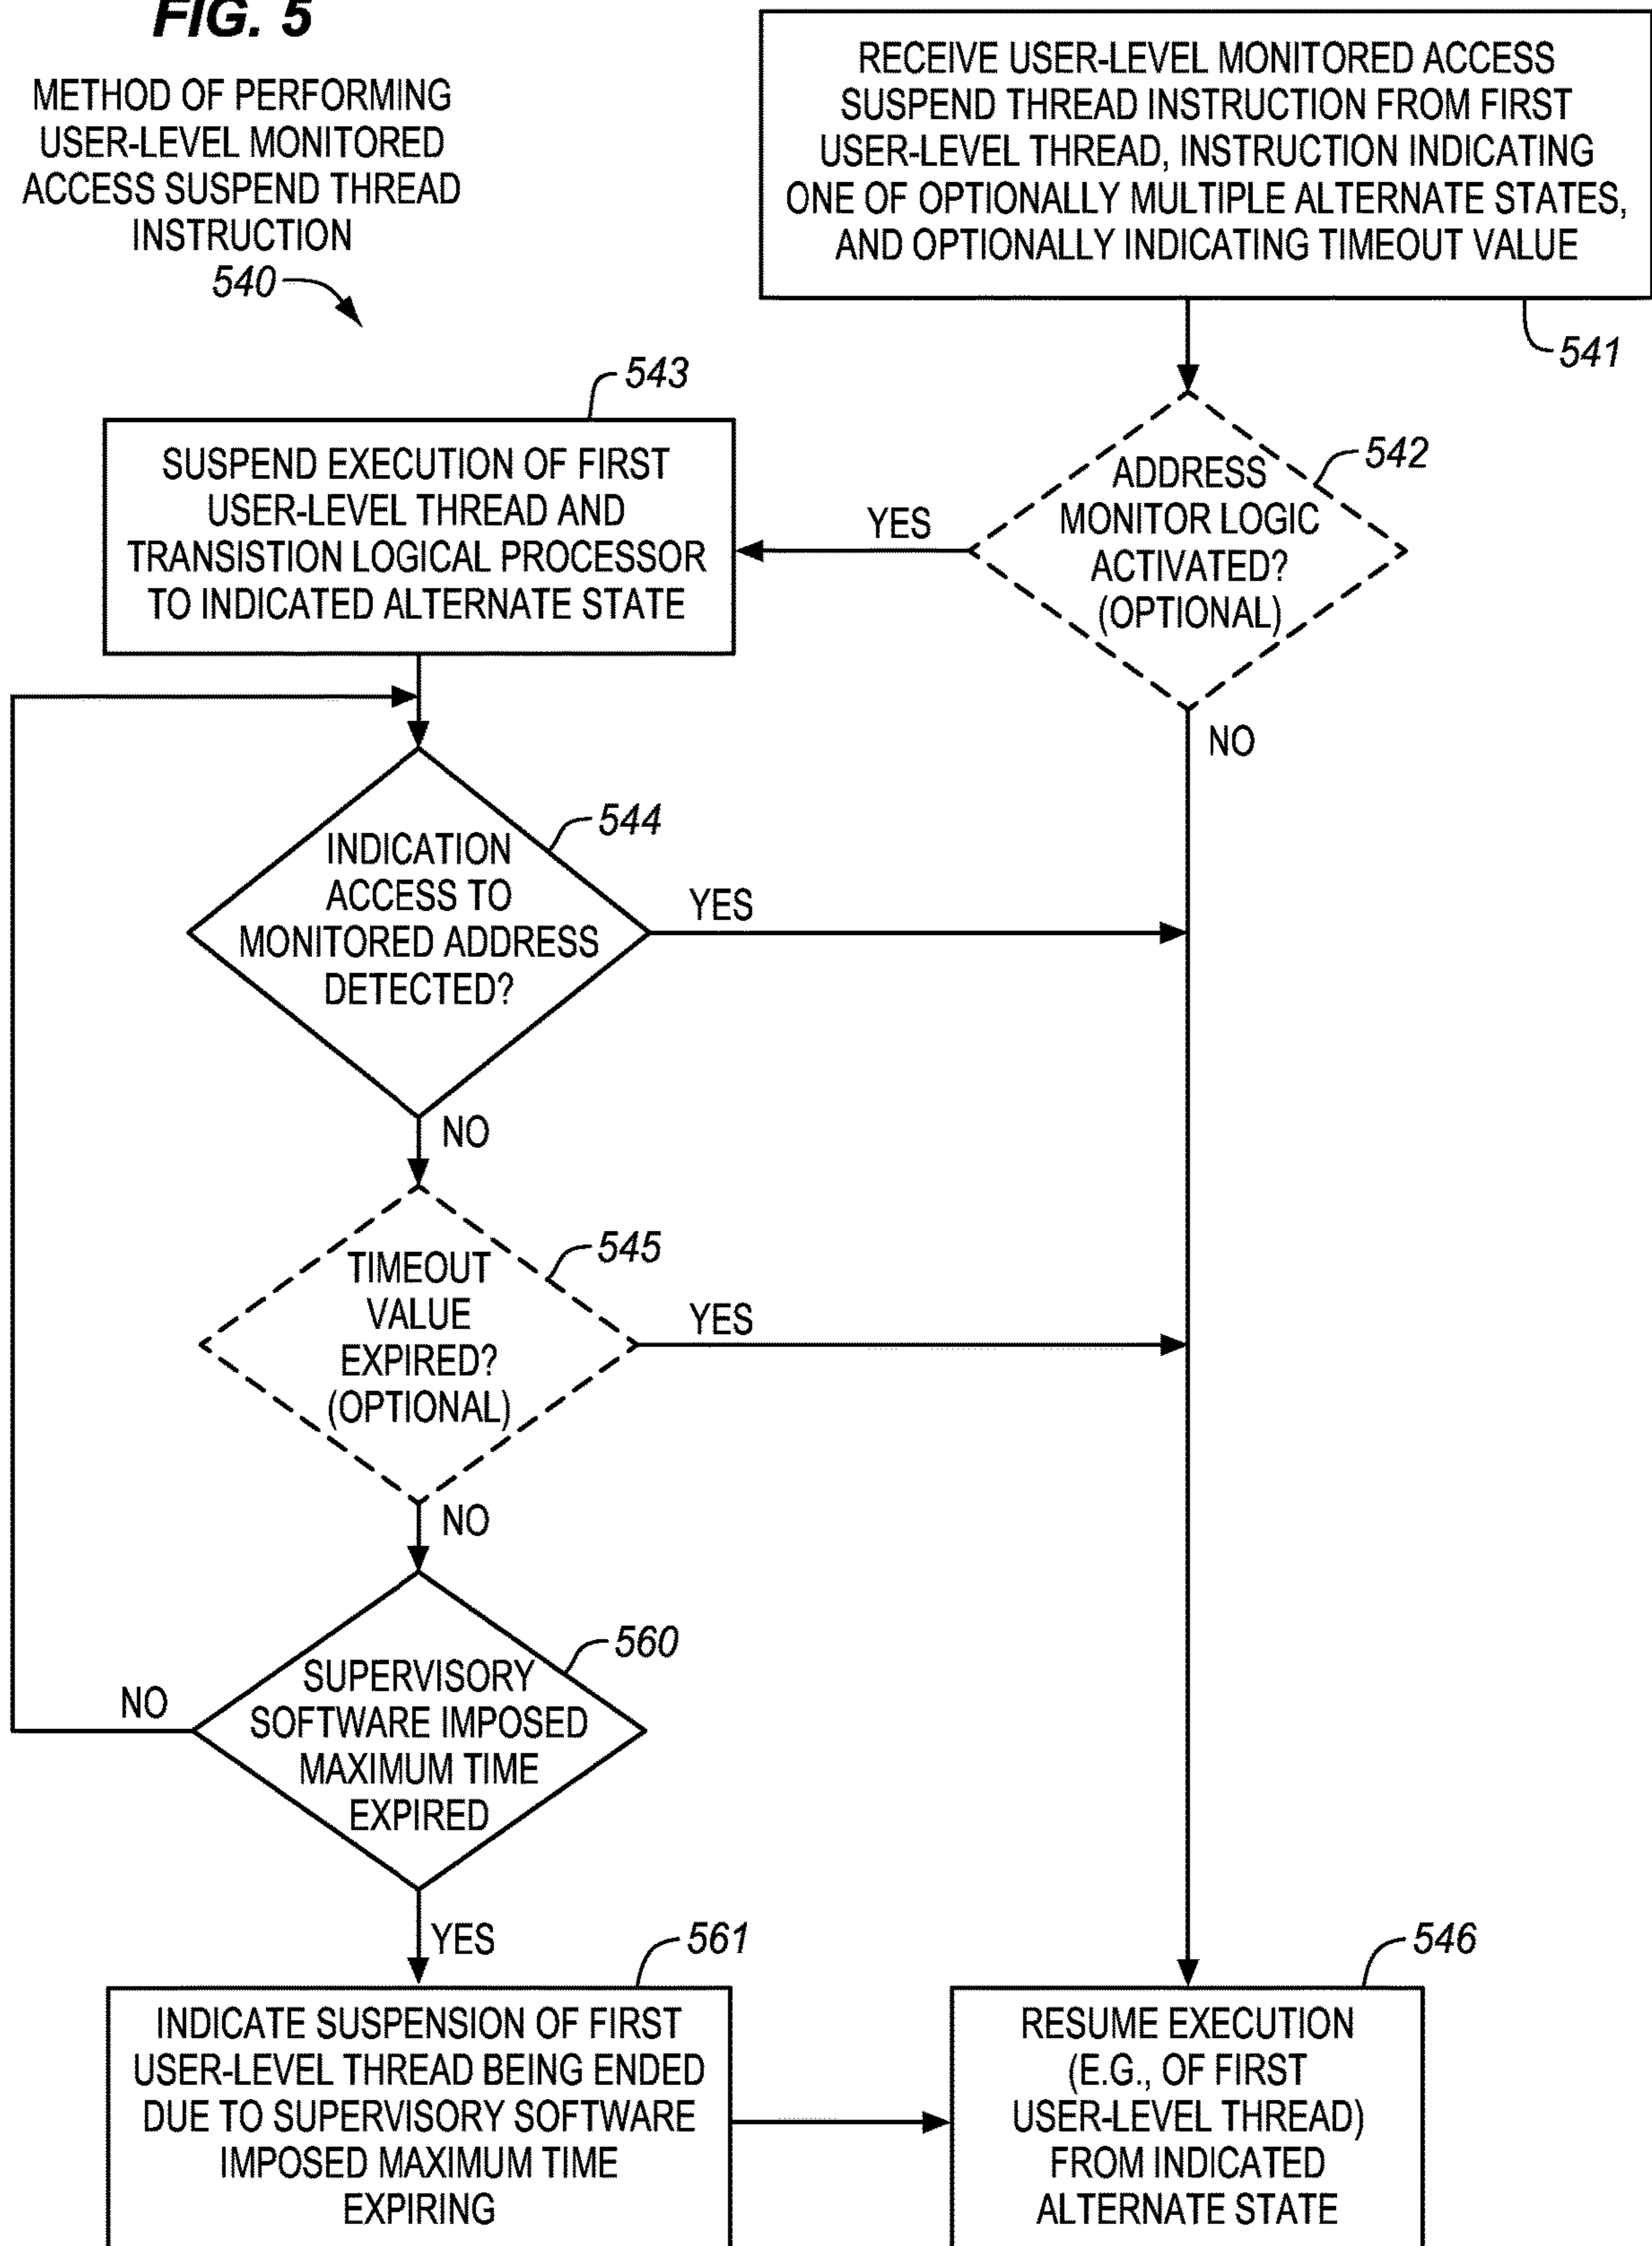 FIG. 5
METHOD OF PERFORMING
USER-LEVEL MONITORED
ACCESS SUSPEND THREAD
INSTRUCTION
540
RECEIVE USER-LEVEL MONITORED ACCESS
SUSPEND THREAD INSTRUCTION FROM FIRST
USER-LEVEL THREAD, INSTRUCTION INDICATING
ONE OF OPTIONALLY MULTIPLE ALTERNATE STATES,
AND OPTIONALLY INDICATING TIMEOUT VALUE
541
542
ADDRESS
MONITOR LOGIC
ACTIVATED?
(OPTIONAL)
YES
NO
543
SUSPEND EXECUTION OF FIRST
USER-LEVEL THREAD AND
TRANSISTION LOGICAL PROCESSOR
TO INDICATED ALTERNATE STATE
544
INDICATION
ACCESS TO
MONITORED ADDRESS
DETECTED?
YES
NO
545
TIMEOUT
VALUE
EXPIRED?
(OPTIONAL)
YES
NO
560
SUPERVISORY
SOFTWARE IMPOSED
MAXIMUM TIME
EXPIRED
NO
YES
561
INDICATE SUSPENSION OF FIRST
USER-LEVEL THREAD BEING ENDED
DUE TO SUPERVISORY SOFTWARE
IMPOSED MAXIMUM TIME
EXPIRING
546
RESUME EXECUTION
(E.G., OF FIRST
USER-LEVEL THREAD)
FROM INDICATED
ALTERNATE STATE